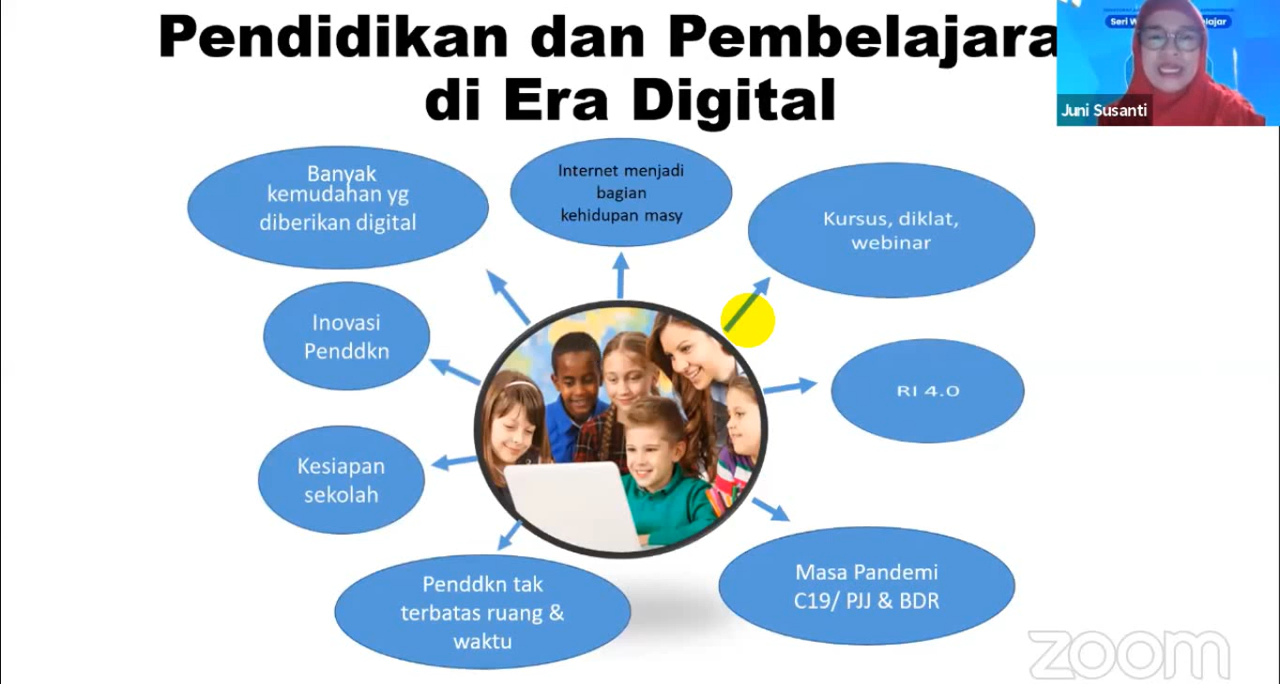 Pendidikan dan Pembelajara
di Era Digital
Juni Susanti
Banyak
kemudahan yg
diberikan digital
Internet menjadi
bagian
kehidupan masy
Kursus, diklat,
webinar
Inovasi
Penddkn
RI 4.0
Kesiapan
sekolah
Penddkn tak
terbatas ruang &
waktu
Masa Pandemi
C19/ PJJ & BDR
zoom